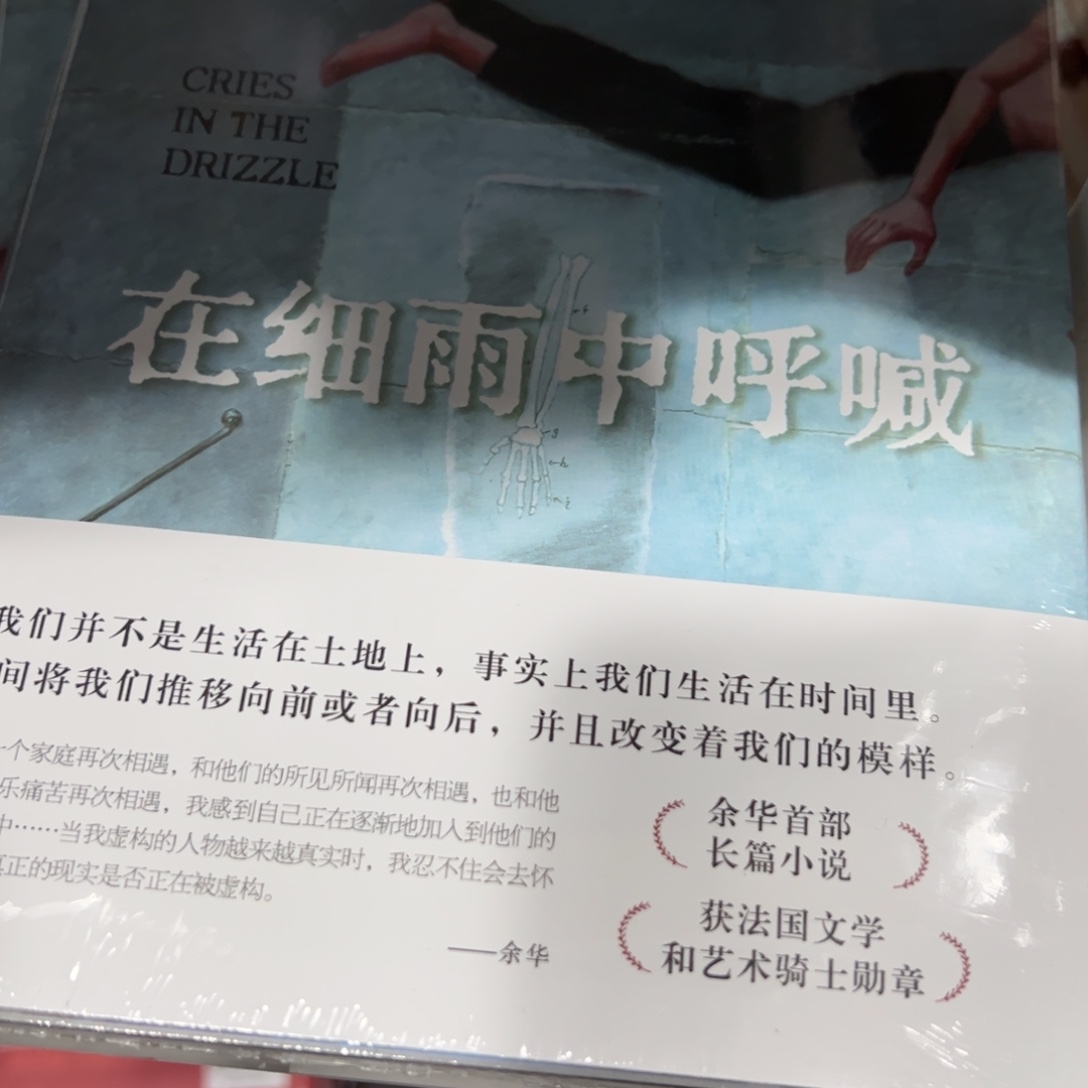 CRIES
IN THE
DRIZZLE
在细雨中呼喊
我们并不是生活在土地上，事实上我们生活在时间里。
间将我们推移向前或者向后，并且改变着我们的模样。
一个家庭再次相遇，和他们的所见所闻再次相遇，也和他
乐痛苦再次相遇，我感到自己正在逐渐地加入到他们的
中……当我虚构的人物越来越真实时，我忍不住会去怀
真正的现实是否正在被虚构。
——余华
余华首部
长篇小说
获法国文学
和艺术骑士勋章